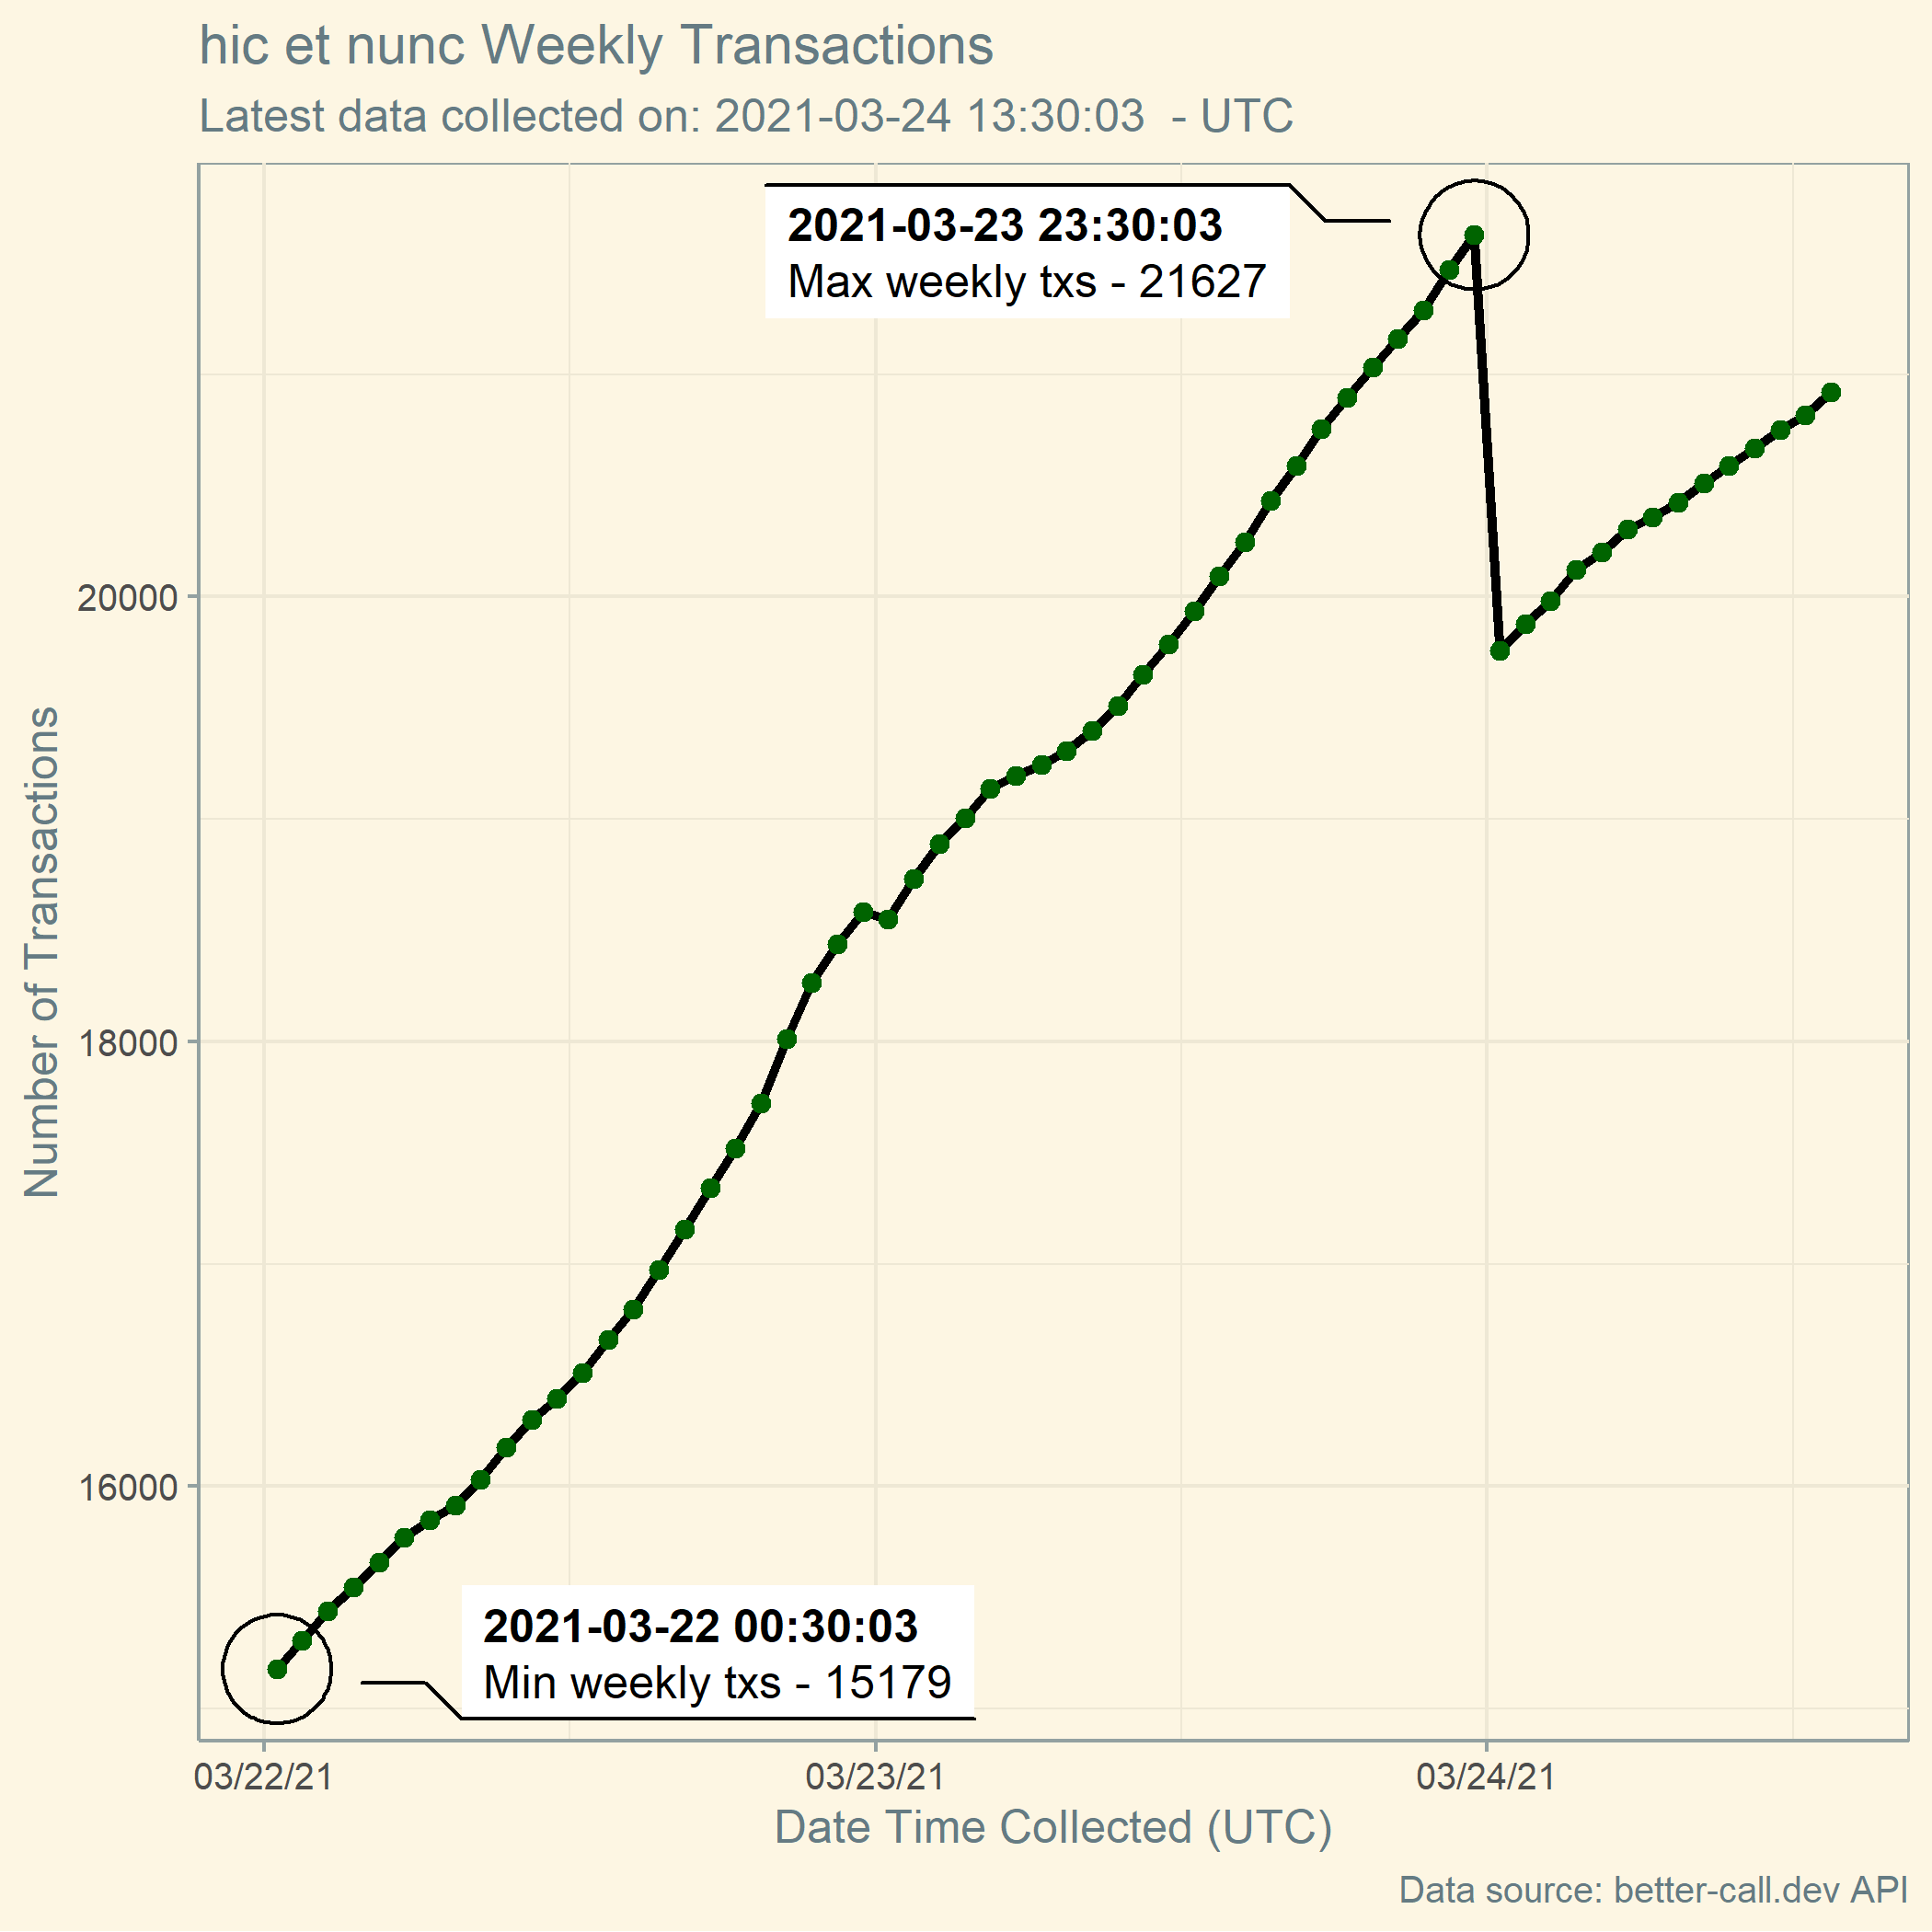 hic et nunc Weekly Transactions
Latest data collected on: 2021-03-24 13:30:03  - UTC
2021-03-23 23:30:03
Max weekly txs - 21627
20000
18000
16000
Number of Transactions
2021-03-22 00:30:03
Min weekly txs - 15179
03/22/21
03/23/21
03/24/21
Date Time Collected (UTC)
Data source: better-call.dev API